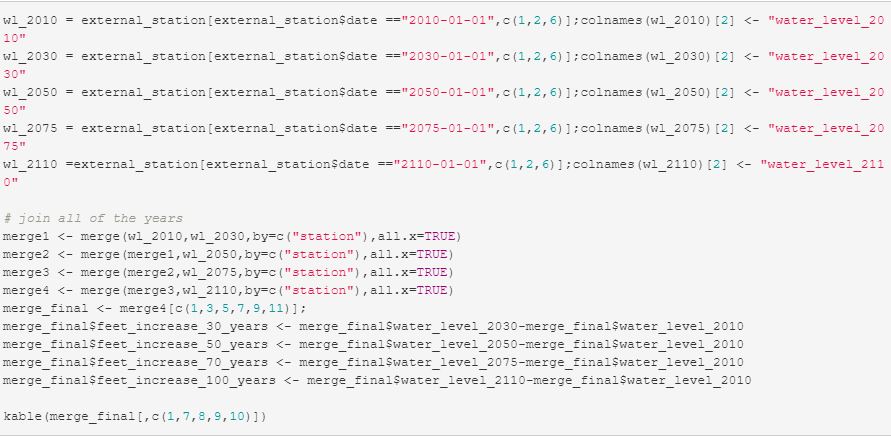 wl_2010 = external_station[external_station$date =="2010-01-01",c(1,2,6)];colnames(wl_2010)[2] <- "water_level_20
10"
wl_2030 = external_station[external_station$date =="2030-01-01",c(1,2,6)];colnames(wl_2030)[2] <- "water_level_20
30"
wl_2050 = external_station[external_station$date =="2050-01-01",c(1,2,6)];colnames(wl_2050)[2] <- "water_level_20
50"
wl_2075 = external_station[external_station$date =="2075-01-01",c(1,2,6)];colnames(wl_2075)[2] <- "water_level_20
75"
wl_2110 =external_station[external_station$date =="2110-01-01",c(1,2,6)];colnames(wl_2110)[2] <- "water_level_211
0"
# join all of the years
merge1 <- merge(wl_2010,wl_2030,by=c("station"),all.x=TRUE)
merge2 <- merge(merge1,wl_2050,by=c("station"),all.x=TRUE)
merge3 <- merge(merge2,wl_2075,by=c("station"),all.x=TRUE)
merge4 <- merge(merge3,wl_2110,by=c("station"),all.x=TRUE)
merge_final <- merge4[c(1,3,5,7,9,11)];
merge_final$feet_increase_30_years <- merge_final$water_level_2030-merge_final$water_level_2010
merge_final$feet_increase_50_years <- merge_final$water_level_2050-merge_final$water_level_2010
merge_final$feet_increase_70_years <- merge_final$water_level_2075-merge_final$water_level_2010
merge_final$feet_increase_100_years <- merge_final$water_level_2110-merge_final$water_level_2010
kable(merge_final[,c(1,7,8,9,10)])